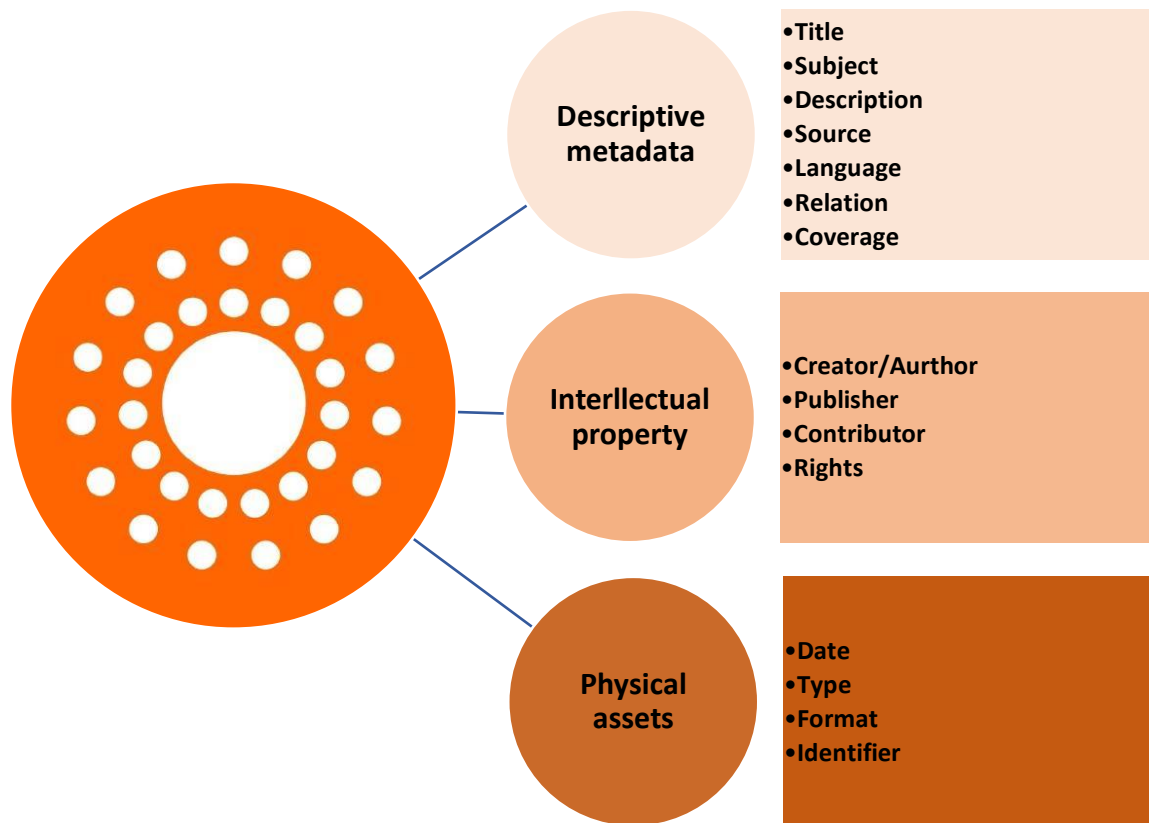 Descriptive
metadata
•Title
•Subject
•Description
•Source
•Language
•Relation
•Coverage
Interllectual
property
•Creator/Aurthor
•Publisher
•Contributor
•Rights
Physical
assets
•Date
•Type
•Format
•Identifier